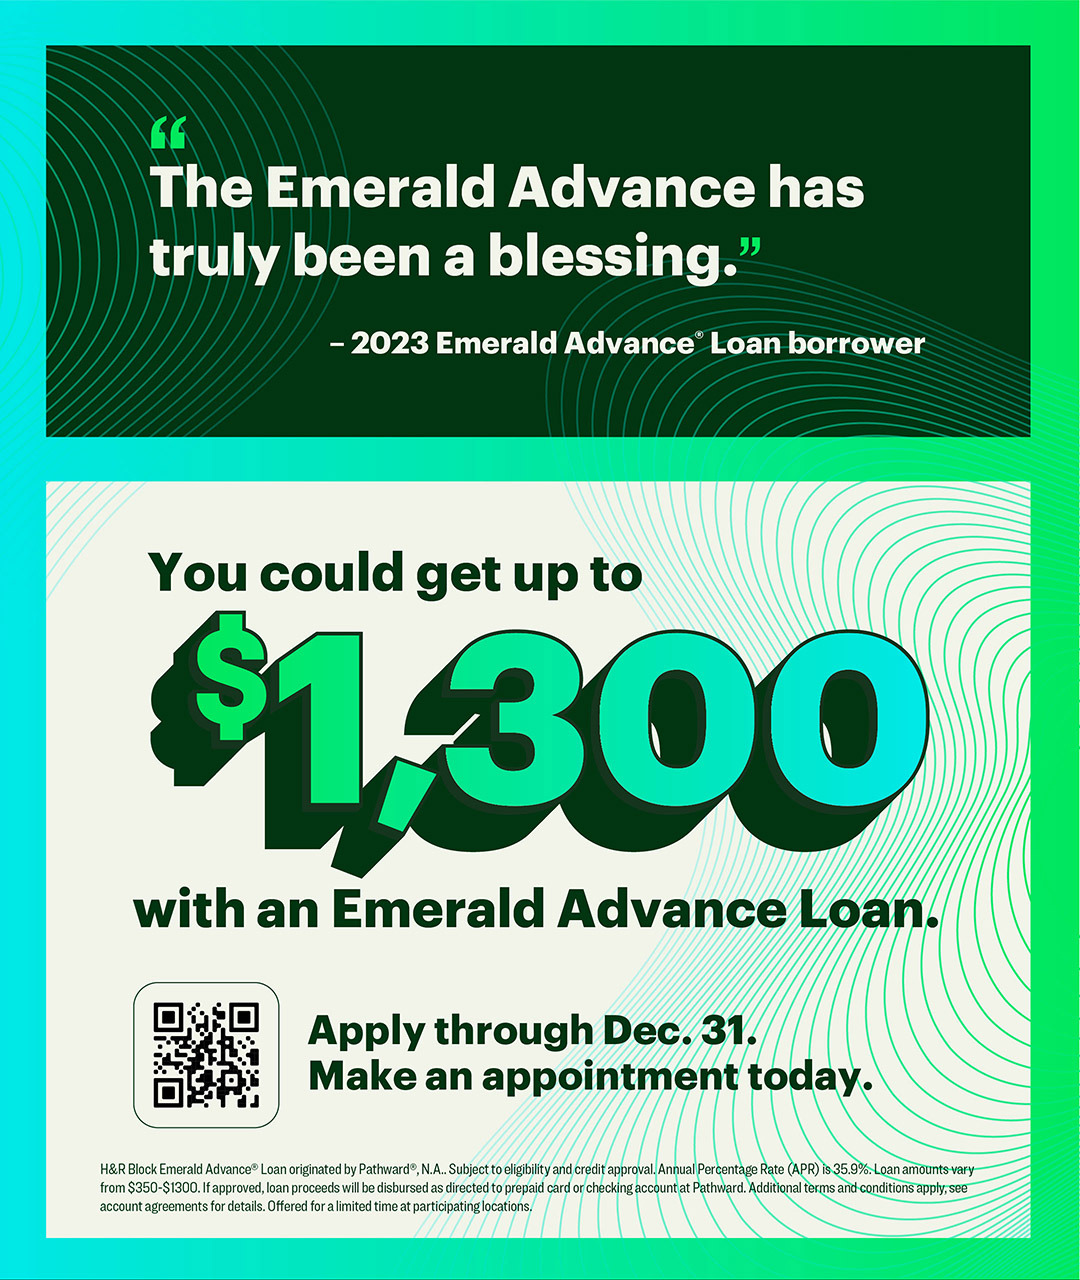 “
The Emerald Advance has
truly been a blessing.”
– 2023 Emerald Advance® Loan borrower
You could get up to
$1,300
with an Emerald Advance Loan.
Apply through Dec. 31.
Make an appointment today.
H&R Block Emerald Advance® Loan originated by Pathward®, N.A.. Subject to eligibility and credit approval. Annual Percentage Rate (APR) is 35.9%. Loan amounts vary
from $350-$1300. If approved, loan proceeds will be disbursed as directed to prepaid card or checking account at Pathward. Additional terms and conditions apply, see
account agreements for details. Offered for a limited time at participating locations.